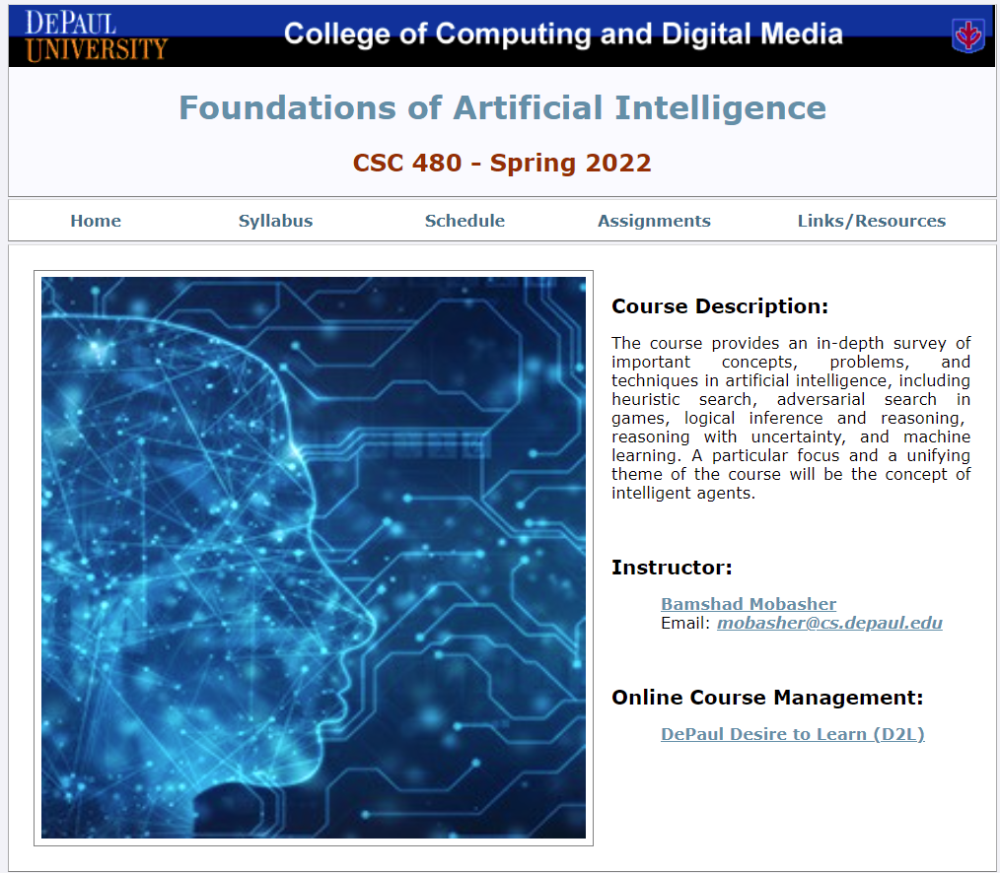 DEPAUL
UNIVERSITY
College of Computing and Digital Media
Foundations of Artificial Intelligence
CSC 480 - Spring 2022
Home Syllabus Schedule Assignments Links/Resources
Course Description:
The course provides an in-depth survey of
important concepts, problems, and
techniques in artificial intelligence, including
heuristic search, adversarial search in
games, logical inference and reasoning,
reasoning with uncertainty, and machine
learning. A particular focus and a unifying
theme of the course will be the concept of
intelligent agents.
Instructor:
Bamshad Mobasher
Email: mobasher@cs.depaul.edu
Online Course Management:
DePaul Desire to Learn (D2L)